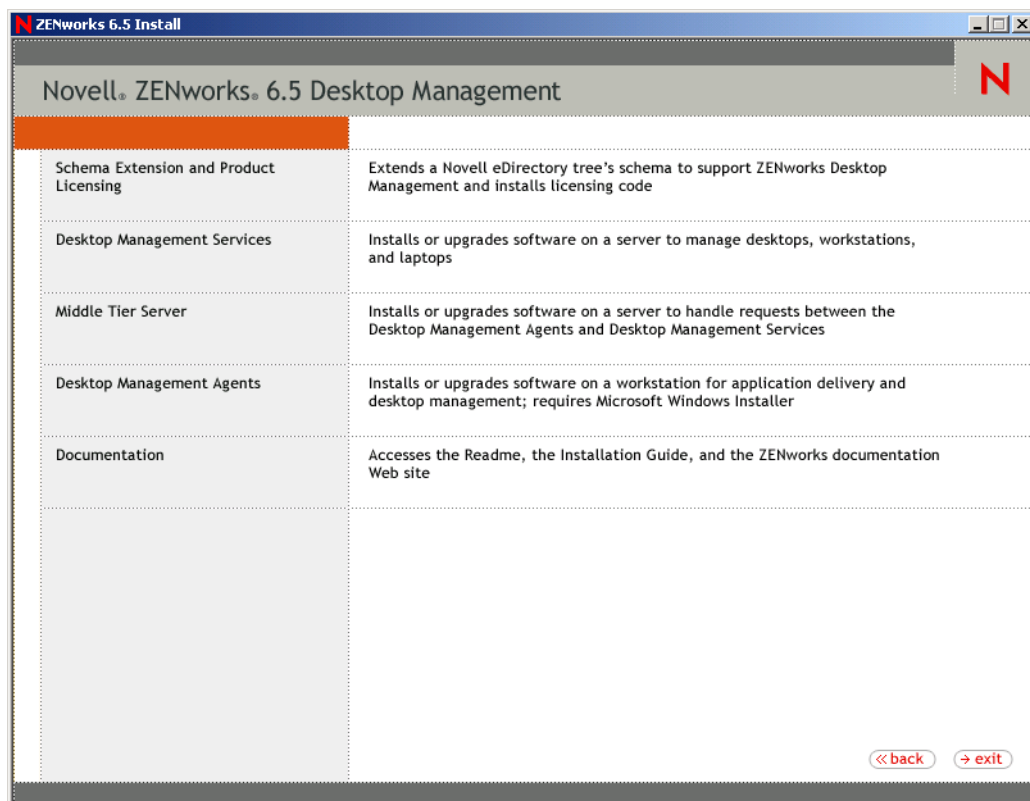 ZENworks 6.5 Install
Novell® ZENworks® 6.5 Desktop Management
N
Schema Extension and Product
Licensing
Extends a Novell eDirectory tree's schema to support ZENworks Desktop
Management and installs licensing code
Desktop Management Services
Installs or upgrades software on a server to manage desktops, workstations,
and laptops
Middle Tier Server
Installs or upgrades software on a server to handle requests between the
Desktop Management Agents and Desktop Management Services
Desktop Management Agents
Installs or upgrades software on a workstation for application delivery and
desktop management; requires Microsoft Windows Installer
Documentation
Accesses the Readme, the Installation Guide, and the ZENworks documentation
Web site
« back
→ exit